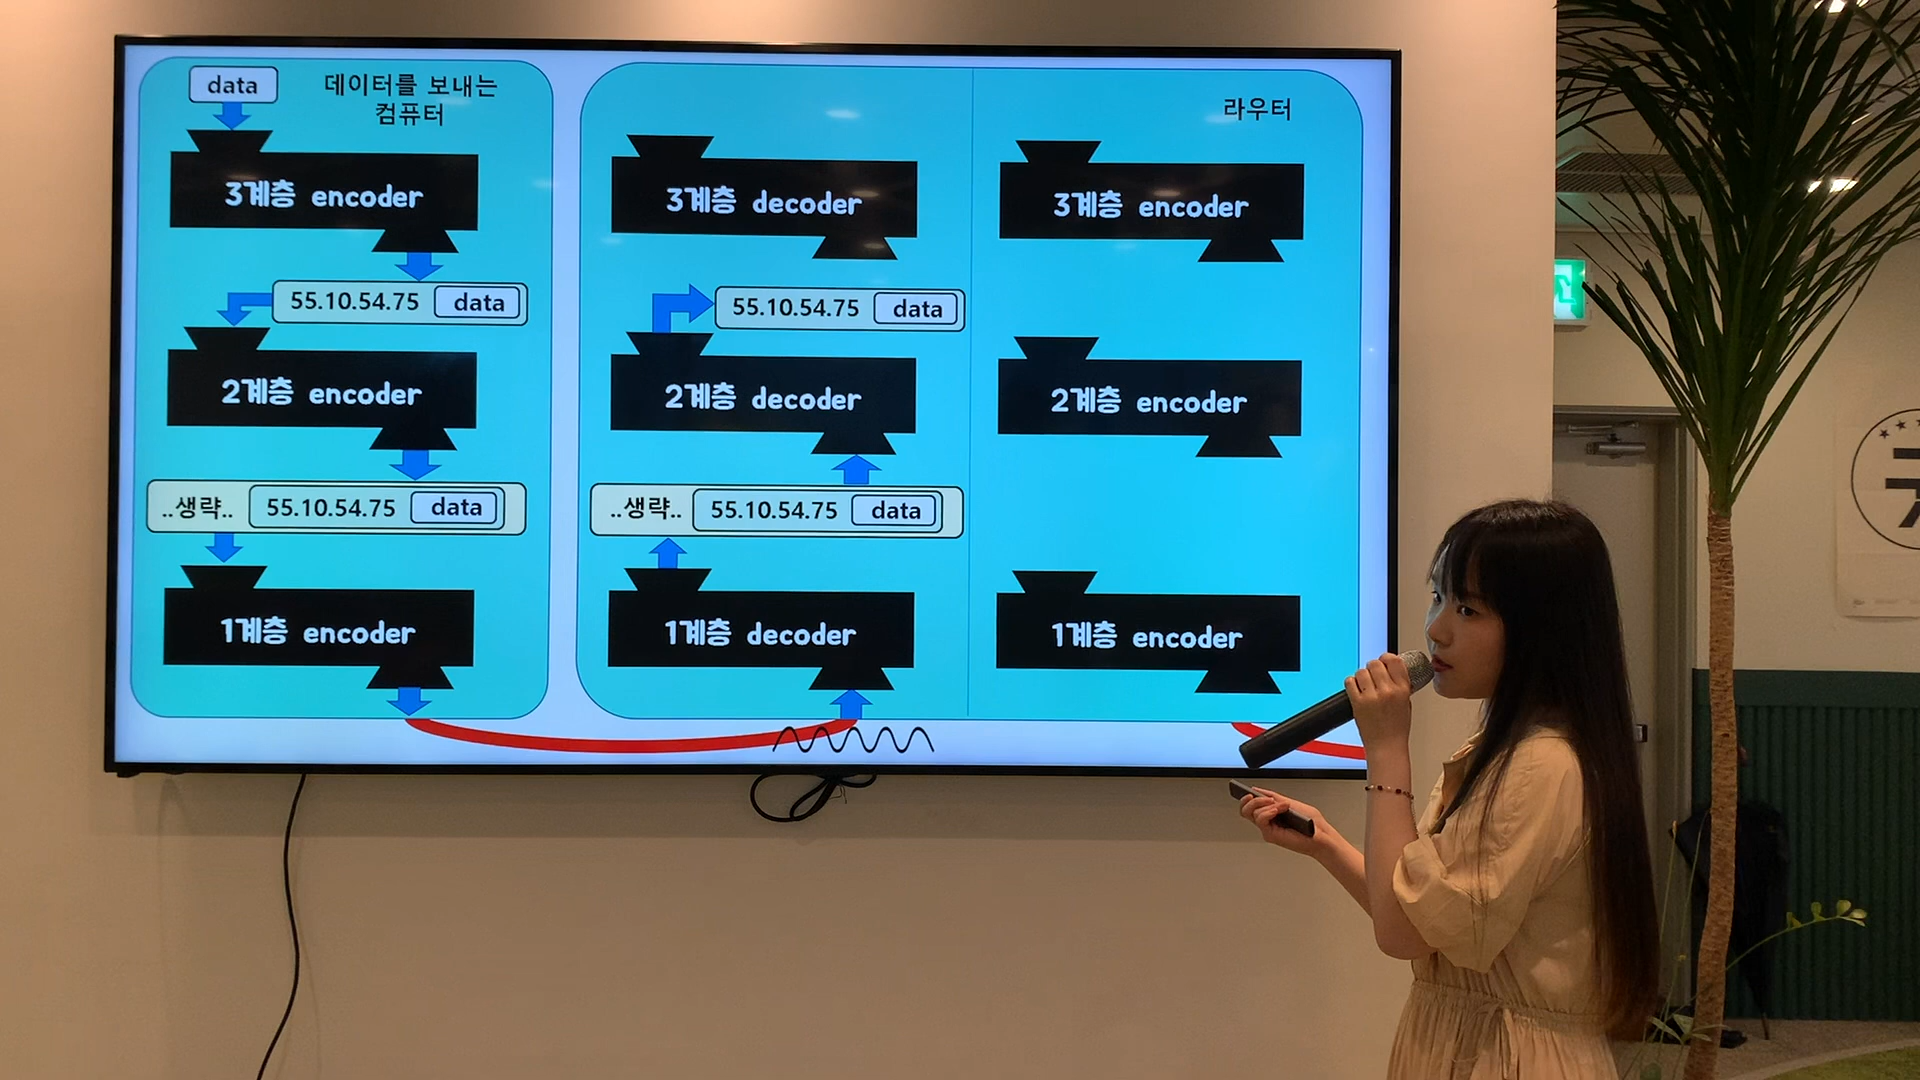 data
데이터를 보내는
컴퓨터
3계층 encoder
55.10.54.75 data
2계층 encoder
..생략.. 55.10.54.75 data
1계층 encoder
라우터
3계층 decoder
55.10.54.75 data
2계층 decoder
..생략.. 55.10.54.75 data
1계층 decoder
3계층 encoder
2계층 encoder
1계층 encoder